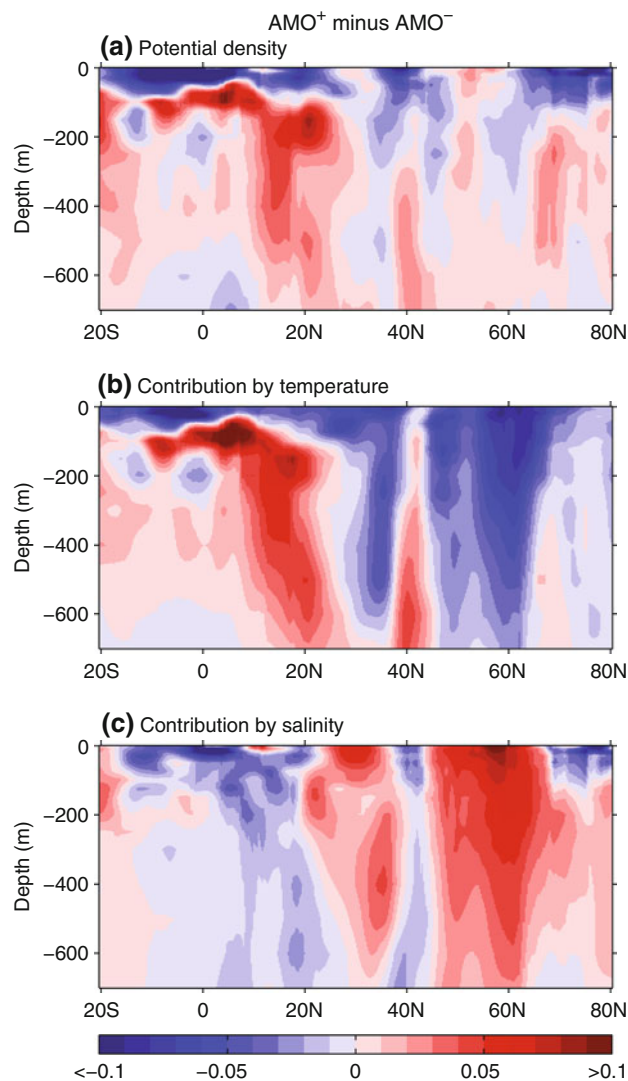 AMO⁺ minus AMO⁻
(a) Potential density
0
−200
−400
−600
Depth (m)
20S 0 20N 40N 60N 80N
(b) Contribution by temperature
0
−200
−400
−600
Depth (m)
20S 0 20N 40N 60N 80N
(c) Contribution by salinity
0
−200
−400
−600
Depth (m)
20S 0 20N 40N 60N 80N
<−0.1 −0.05 0 0.05 >0.1